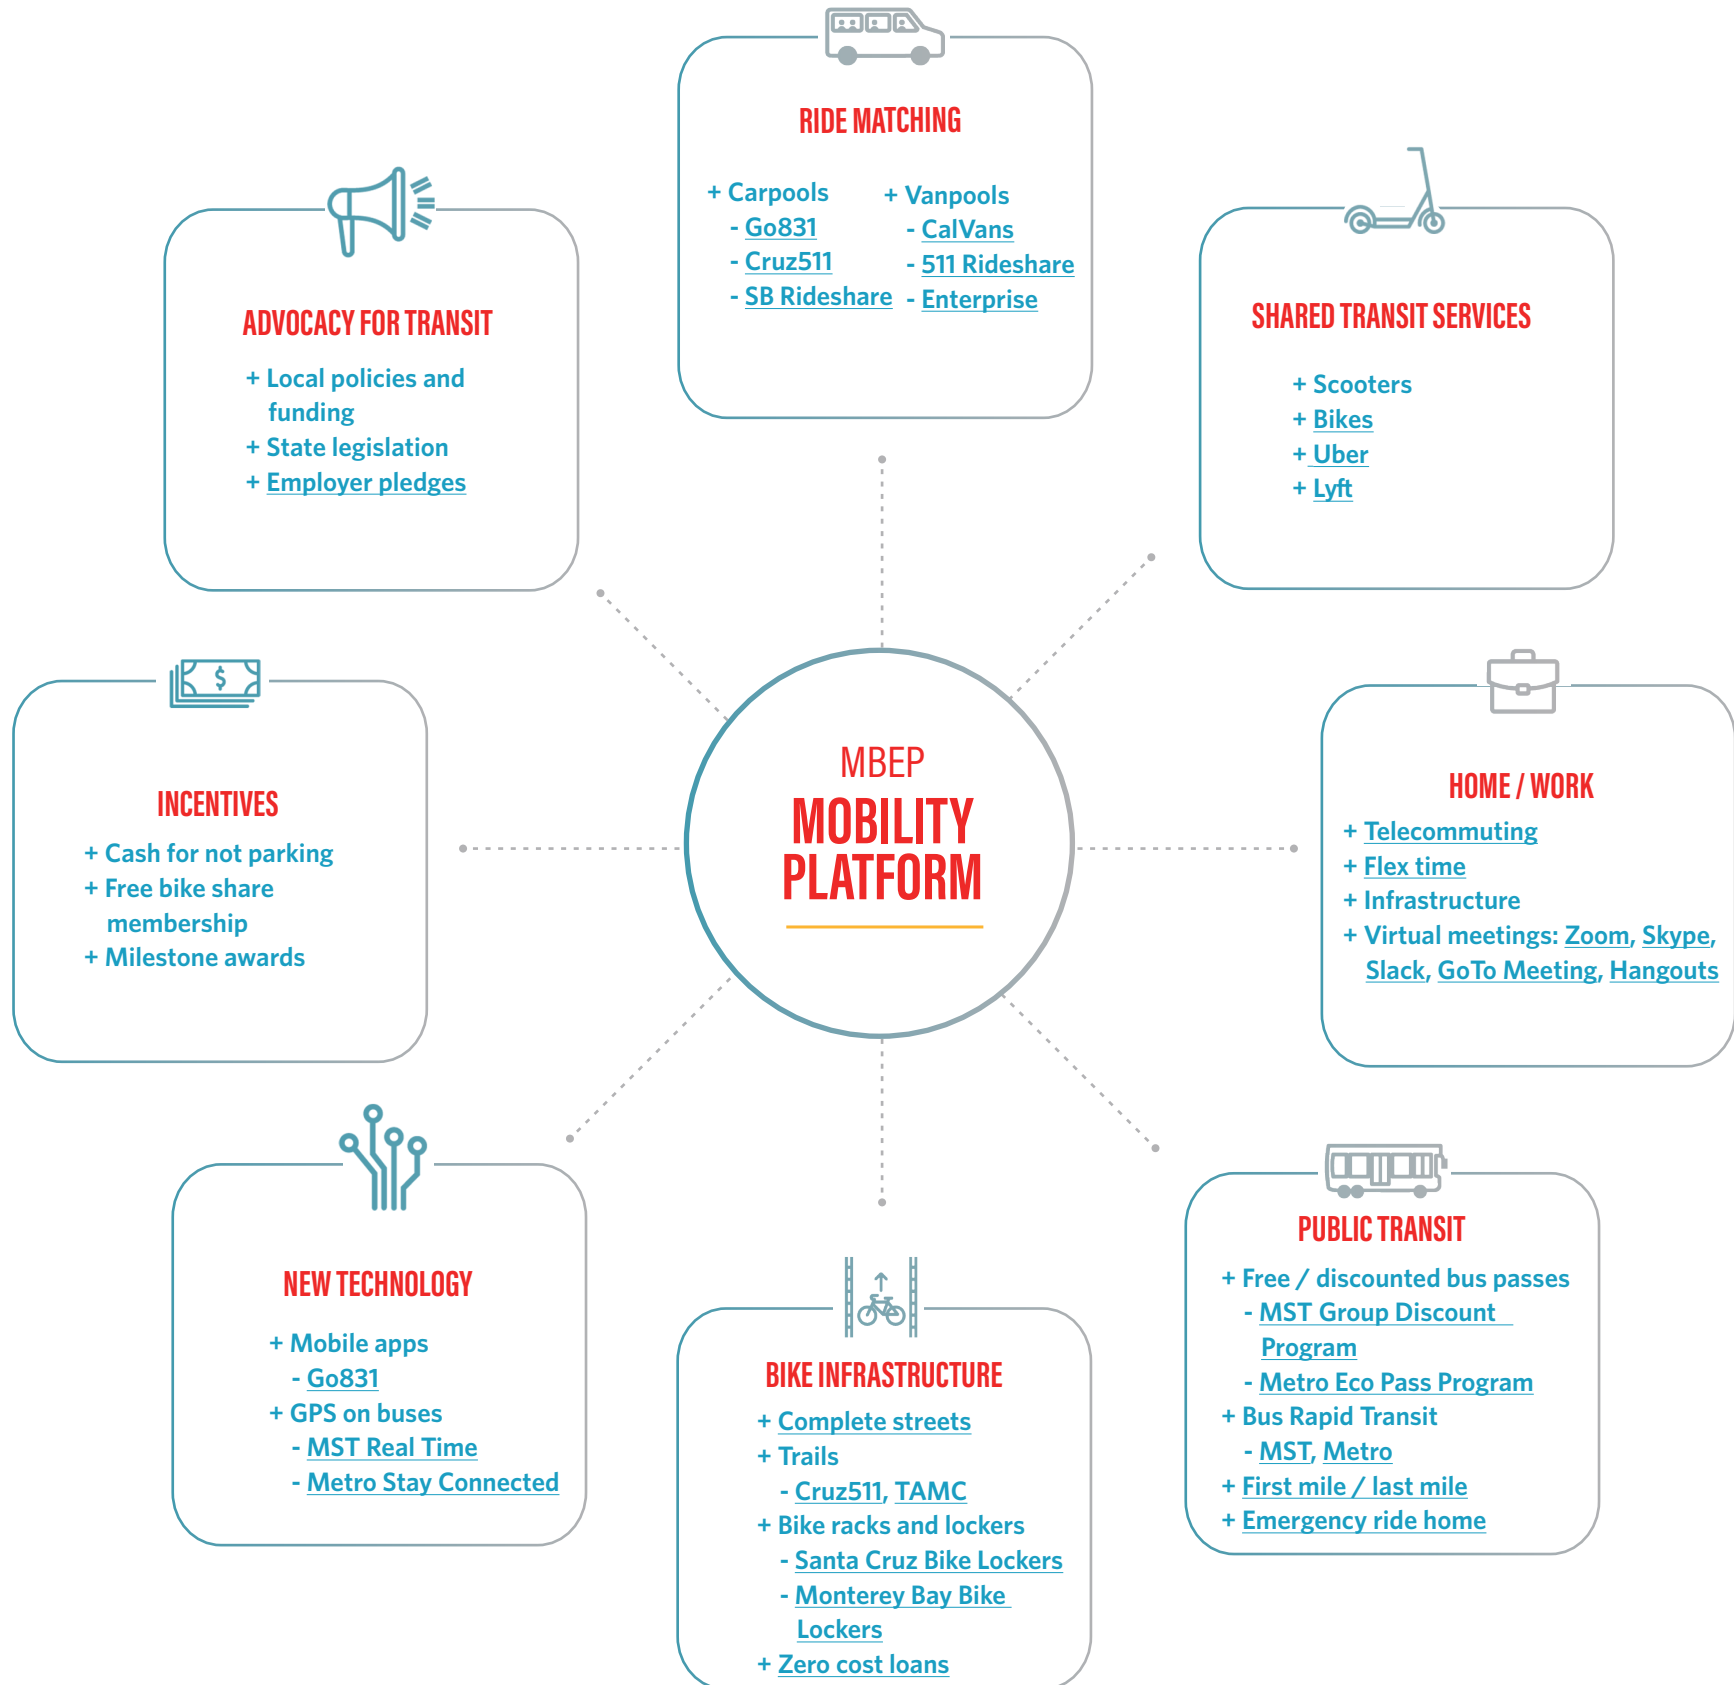 RIDE MATCHING
+ Carpools
- Go831
- Cruz511
- SB Rideshare
+ Vanpools
- CalVans
- 511 Rideshare
- Enterprise
ADVOCACY FOR TRANSIT
+ Local policies and
funding
+ State legislation
+ Employer pledges
SHARED TRANSIT SERVICES
+ Scooters
+ Bikes
+ Uber
+ Lyft
MBEP
MOBILITY
PLATFORM
INCENTIVES
+ Cash for not parking
+ Free bike share
membership
+ Milestone awards
HOME / WORK
+ Telecommuting
+ Flex time
+ Infrastructure
+ Virtual meetings: Zoom, Skype,
Slack, GoTo Meeting, Hangouts
NEW TECHNOLOGY
+ Mobile apps
- Go831
+ GPS on buses
- MST Real Time
- Metro Stay Connected
BIKE INFRASTRUCTURE
+ Complete streets
+ Trails
- Cruz511, TAMC
+ Bike racks and lockers
- Santa Cruz Bike Lockers
- Monterey Bay Bike
Lockers
+ Zero cost loans
PUBLIC TRANSIT
+ Free / discounted bus passes
- MST Group Discount
Program
- Metro Eco Pass Program
+ Bus Rapid Transit
- MST, Metro
+ First mile / last mile
+ Emergency ride home
$